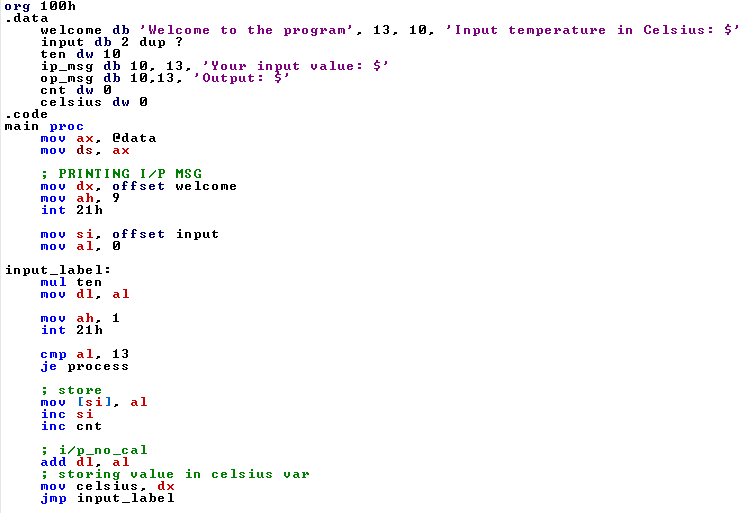 org 100h
.data
welcome db 'Welcome to the program', 13, 10, 'Input temperature in Celsius: $'
input db 2 dup ?
ten dw 10
ip_msg db 10, 13, 'Your input value: $'
op_msg db 10,13, 'Output: $'
cnt dw 0
celsius dw 0
.code
main proc
mov ax, @data
mov ds, ax
; PRINTING I/P MSG
mov dx, offset welcome
mov ah, 9
int 21h
mov si, offset input
mov al, 0
input_label:
mul ten
mov dl, al
mov ah, 1
int 21h
cmp al, 13
je process
; store
mov [si], al
inc si
inc cnt
; i/p_no_cal
add dl, al
; storing value in celsius var
mov celsius, dx
jmp input_label